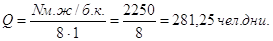 Q = Nм.ж / б.к. / 8·1 = 2250 / 8 = 281,25 чел.дни.